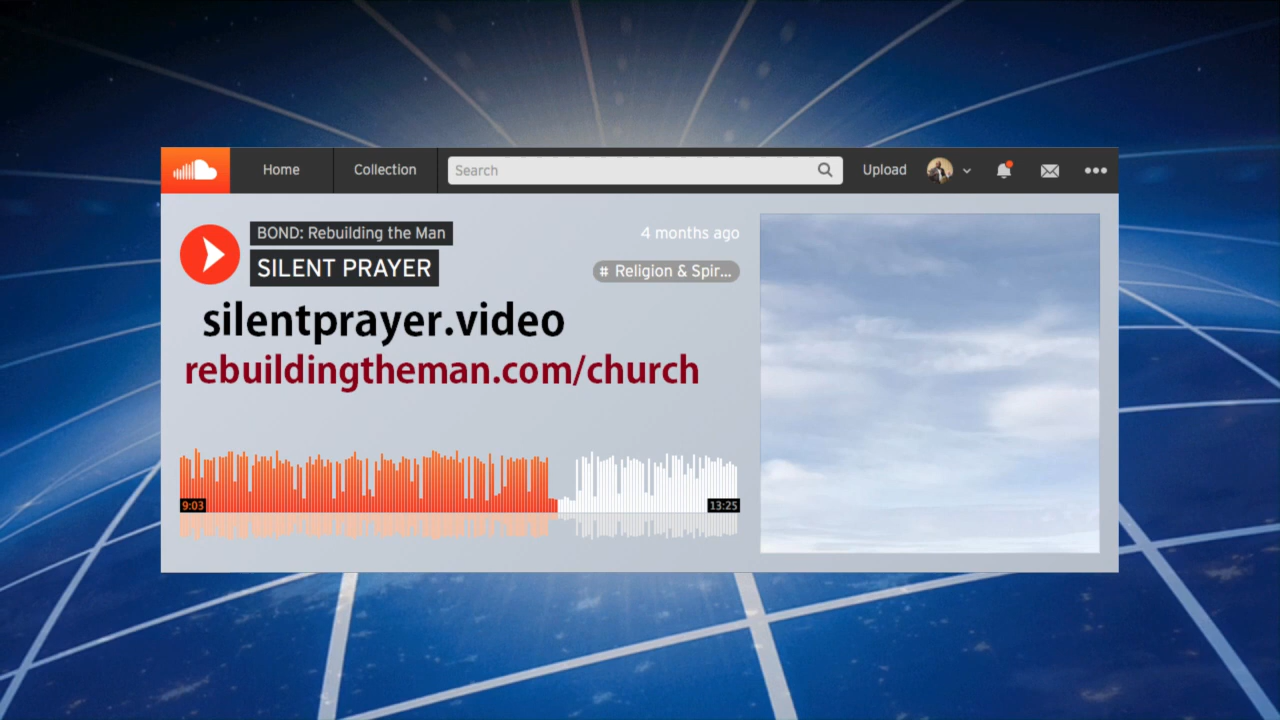 Home
Collection
Search
Upload
BOND: Rebuilding the Man
4 months ago
SILENT PRAYER
# Religion & Spir...
silentprayer.video
rebuildingtheman.com/church
9:03
13:25